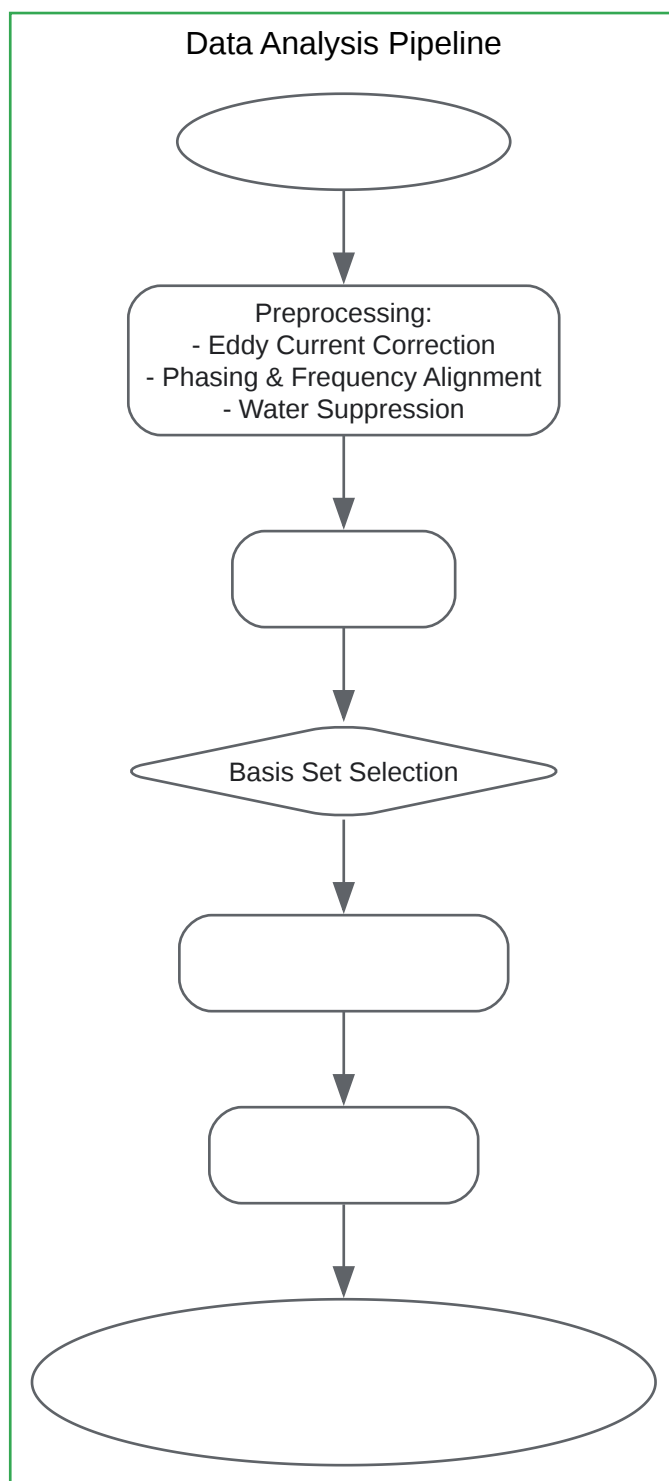 Data Analysis Pipeline
Preprocessing:
- Eddy Current Correction
- Phasing & Frequency Alignment
- Water Suppression
Basis Set Selection